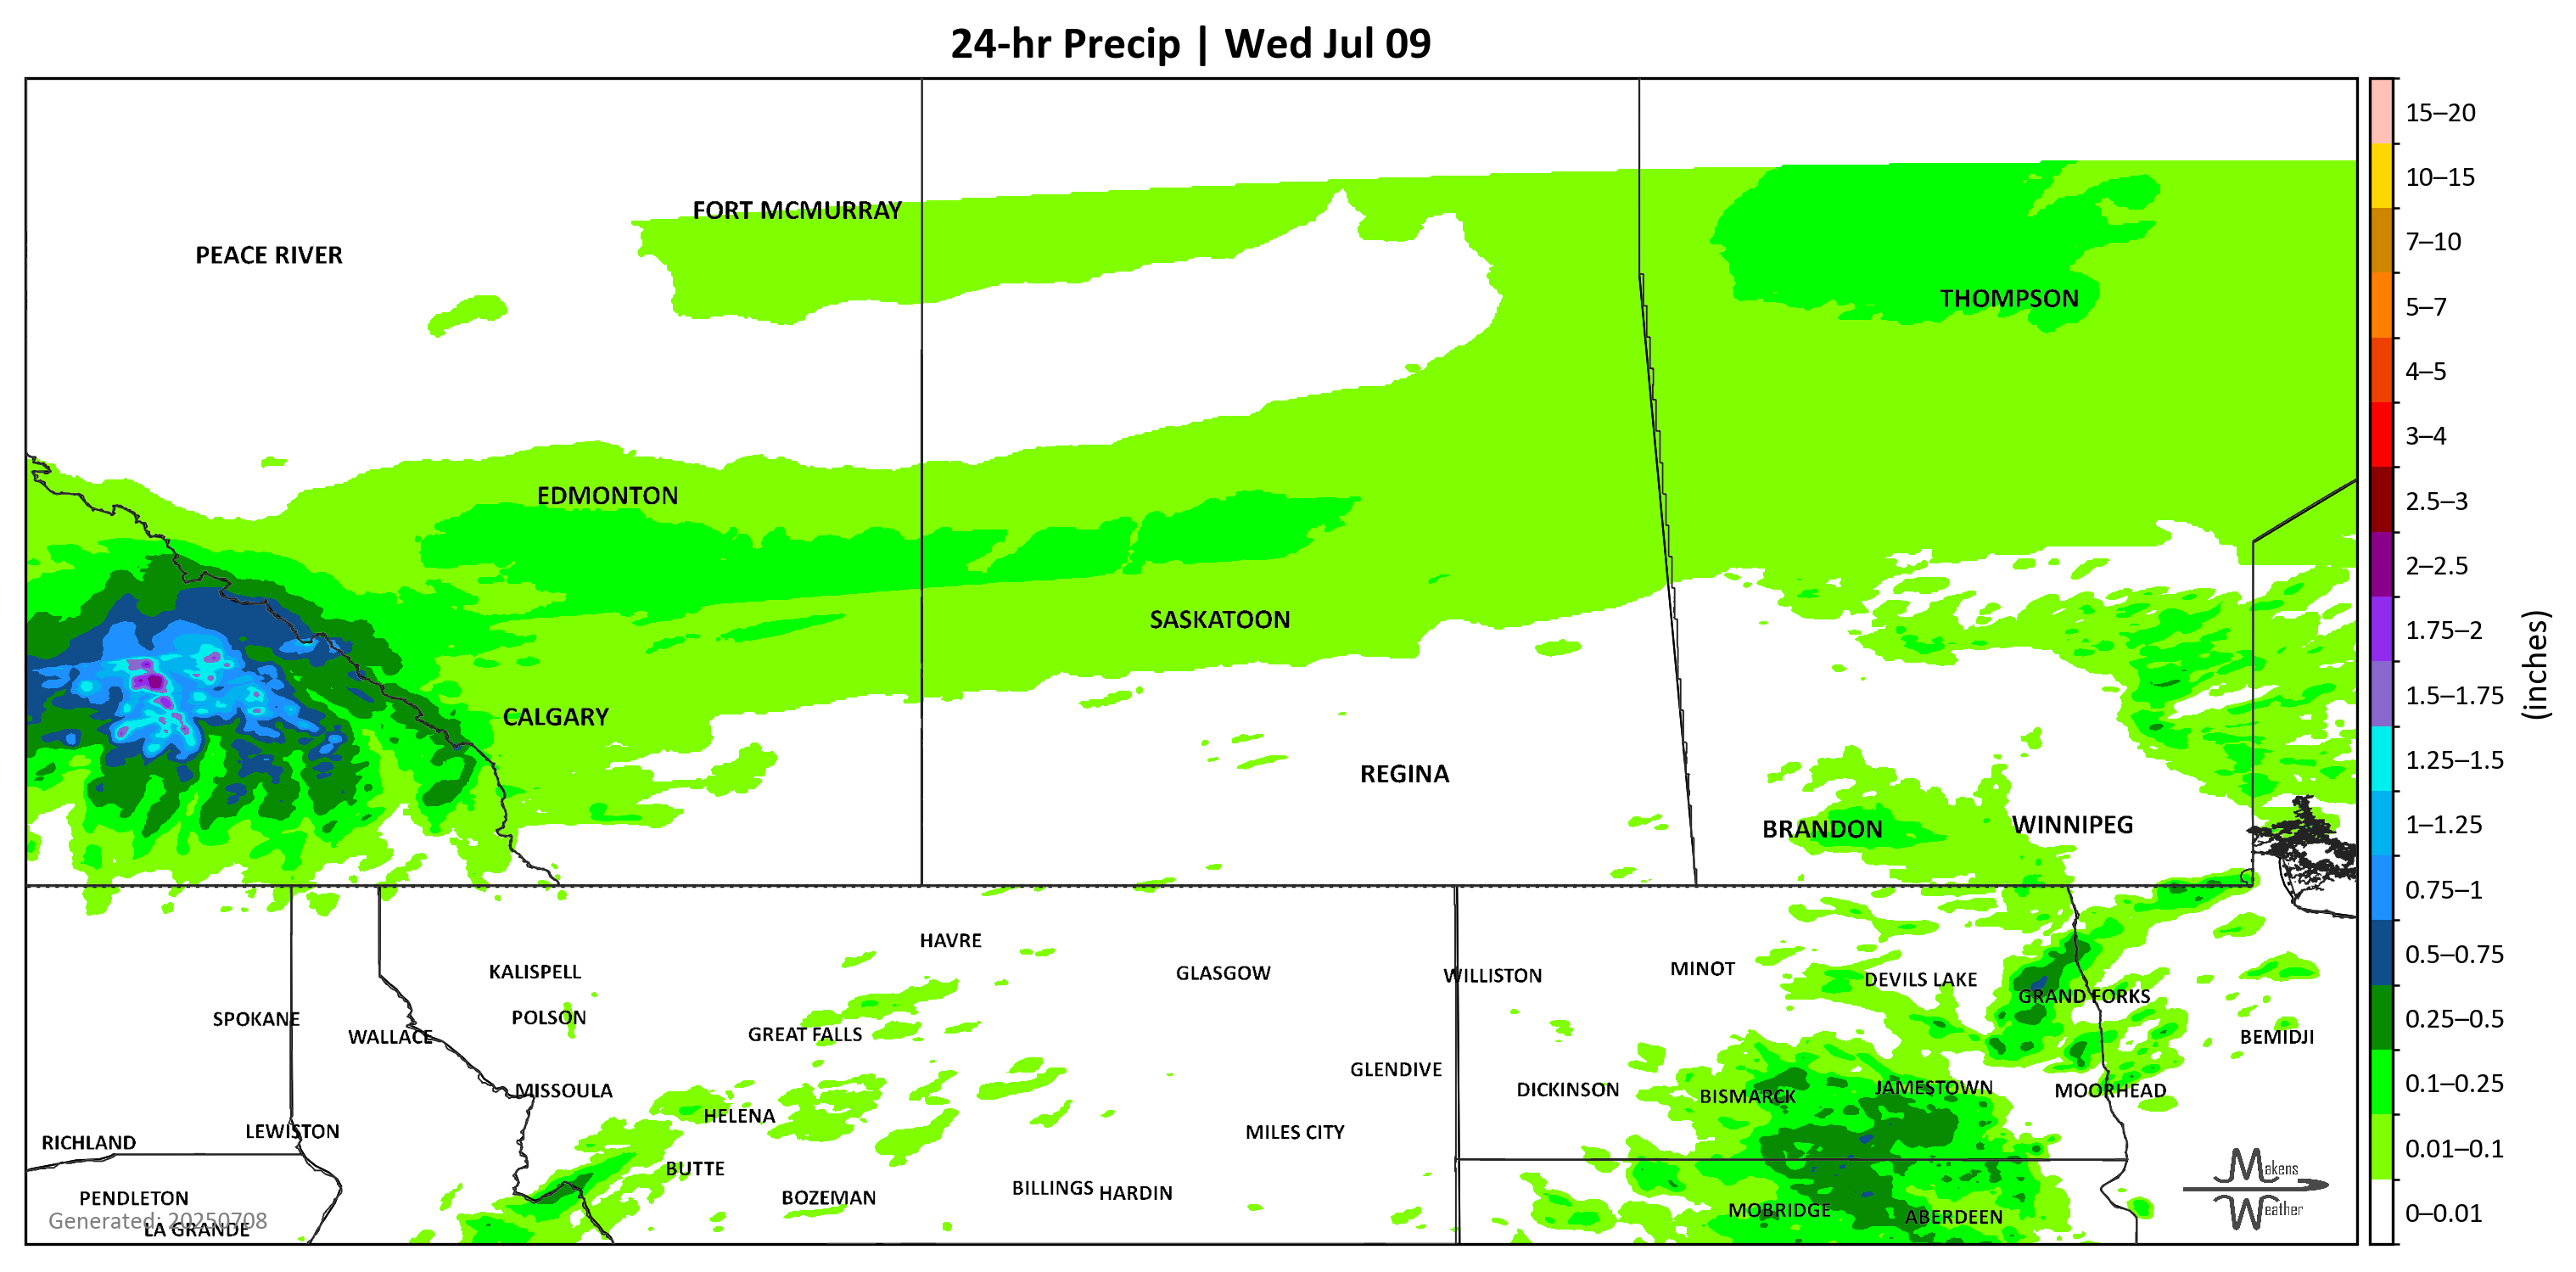 24-hr Precip | Wed Jul 09
FORT MCMURRAY
PEACE RIVER
THOMPSON
EDMONTON
SASKATOON
CALGARY
REGINA
BRANDON
WINNIPEG
HAVRE
KALISPELL
GLASGOW
WILLISTON
MINOT
DEVILS LAKE
GRAND FORKS
SPOKANE
POLSON
WALLACE
GREAT FALLS
BEMIDJI
GLENDIVE
MISSOULA
DICKINSON
BISMARCK
JAMESTOWN
MOORHEAD
HELENA
RICHLAND
LEWISTON
MILES CITY
BUTTE
PENDLETON
BOZEMAN
BILLINGS
HARDIN
MOBRIDGE
ABERDEEN
Generated: 20250708
LA GRANDE
Makens
Weather
15–20
10–15
7–10
5–7
4–5
3–4
2.5–3
2–2.5
1.75–2
1.5–1.75
1.25–1.5
1–1.25
0.75–1
0.5–0.75
0.25–0.5
0.1–0.25
0.01–0.1
0–0.01
(inches)